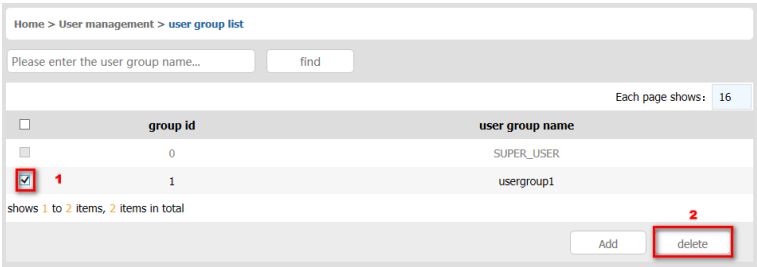 Home > User management > user group list
Please enter the user group name... find
Each page shows: 16
group id user group name
0 SUPER_USER
1 1 usergroup1
shows 1 to 2 items, 2 items in total
2
Add delete